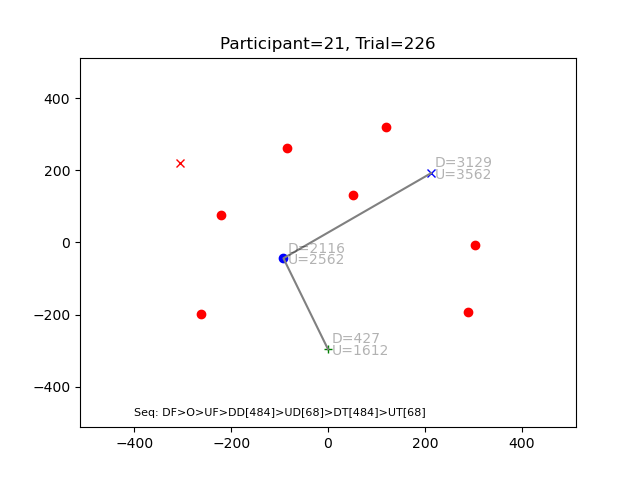 Participant=21, Trial=226
400
200
0
−200
−400
D=3129
U=3562
D=2116
U=2562
D=427
U=1612
Seq: DF>O>UF>DD[484]>UD[68]>DT[484]>UT[68]
−400 −200 0 200 400